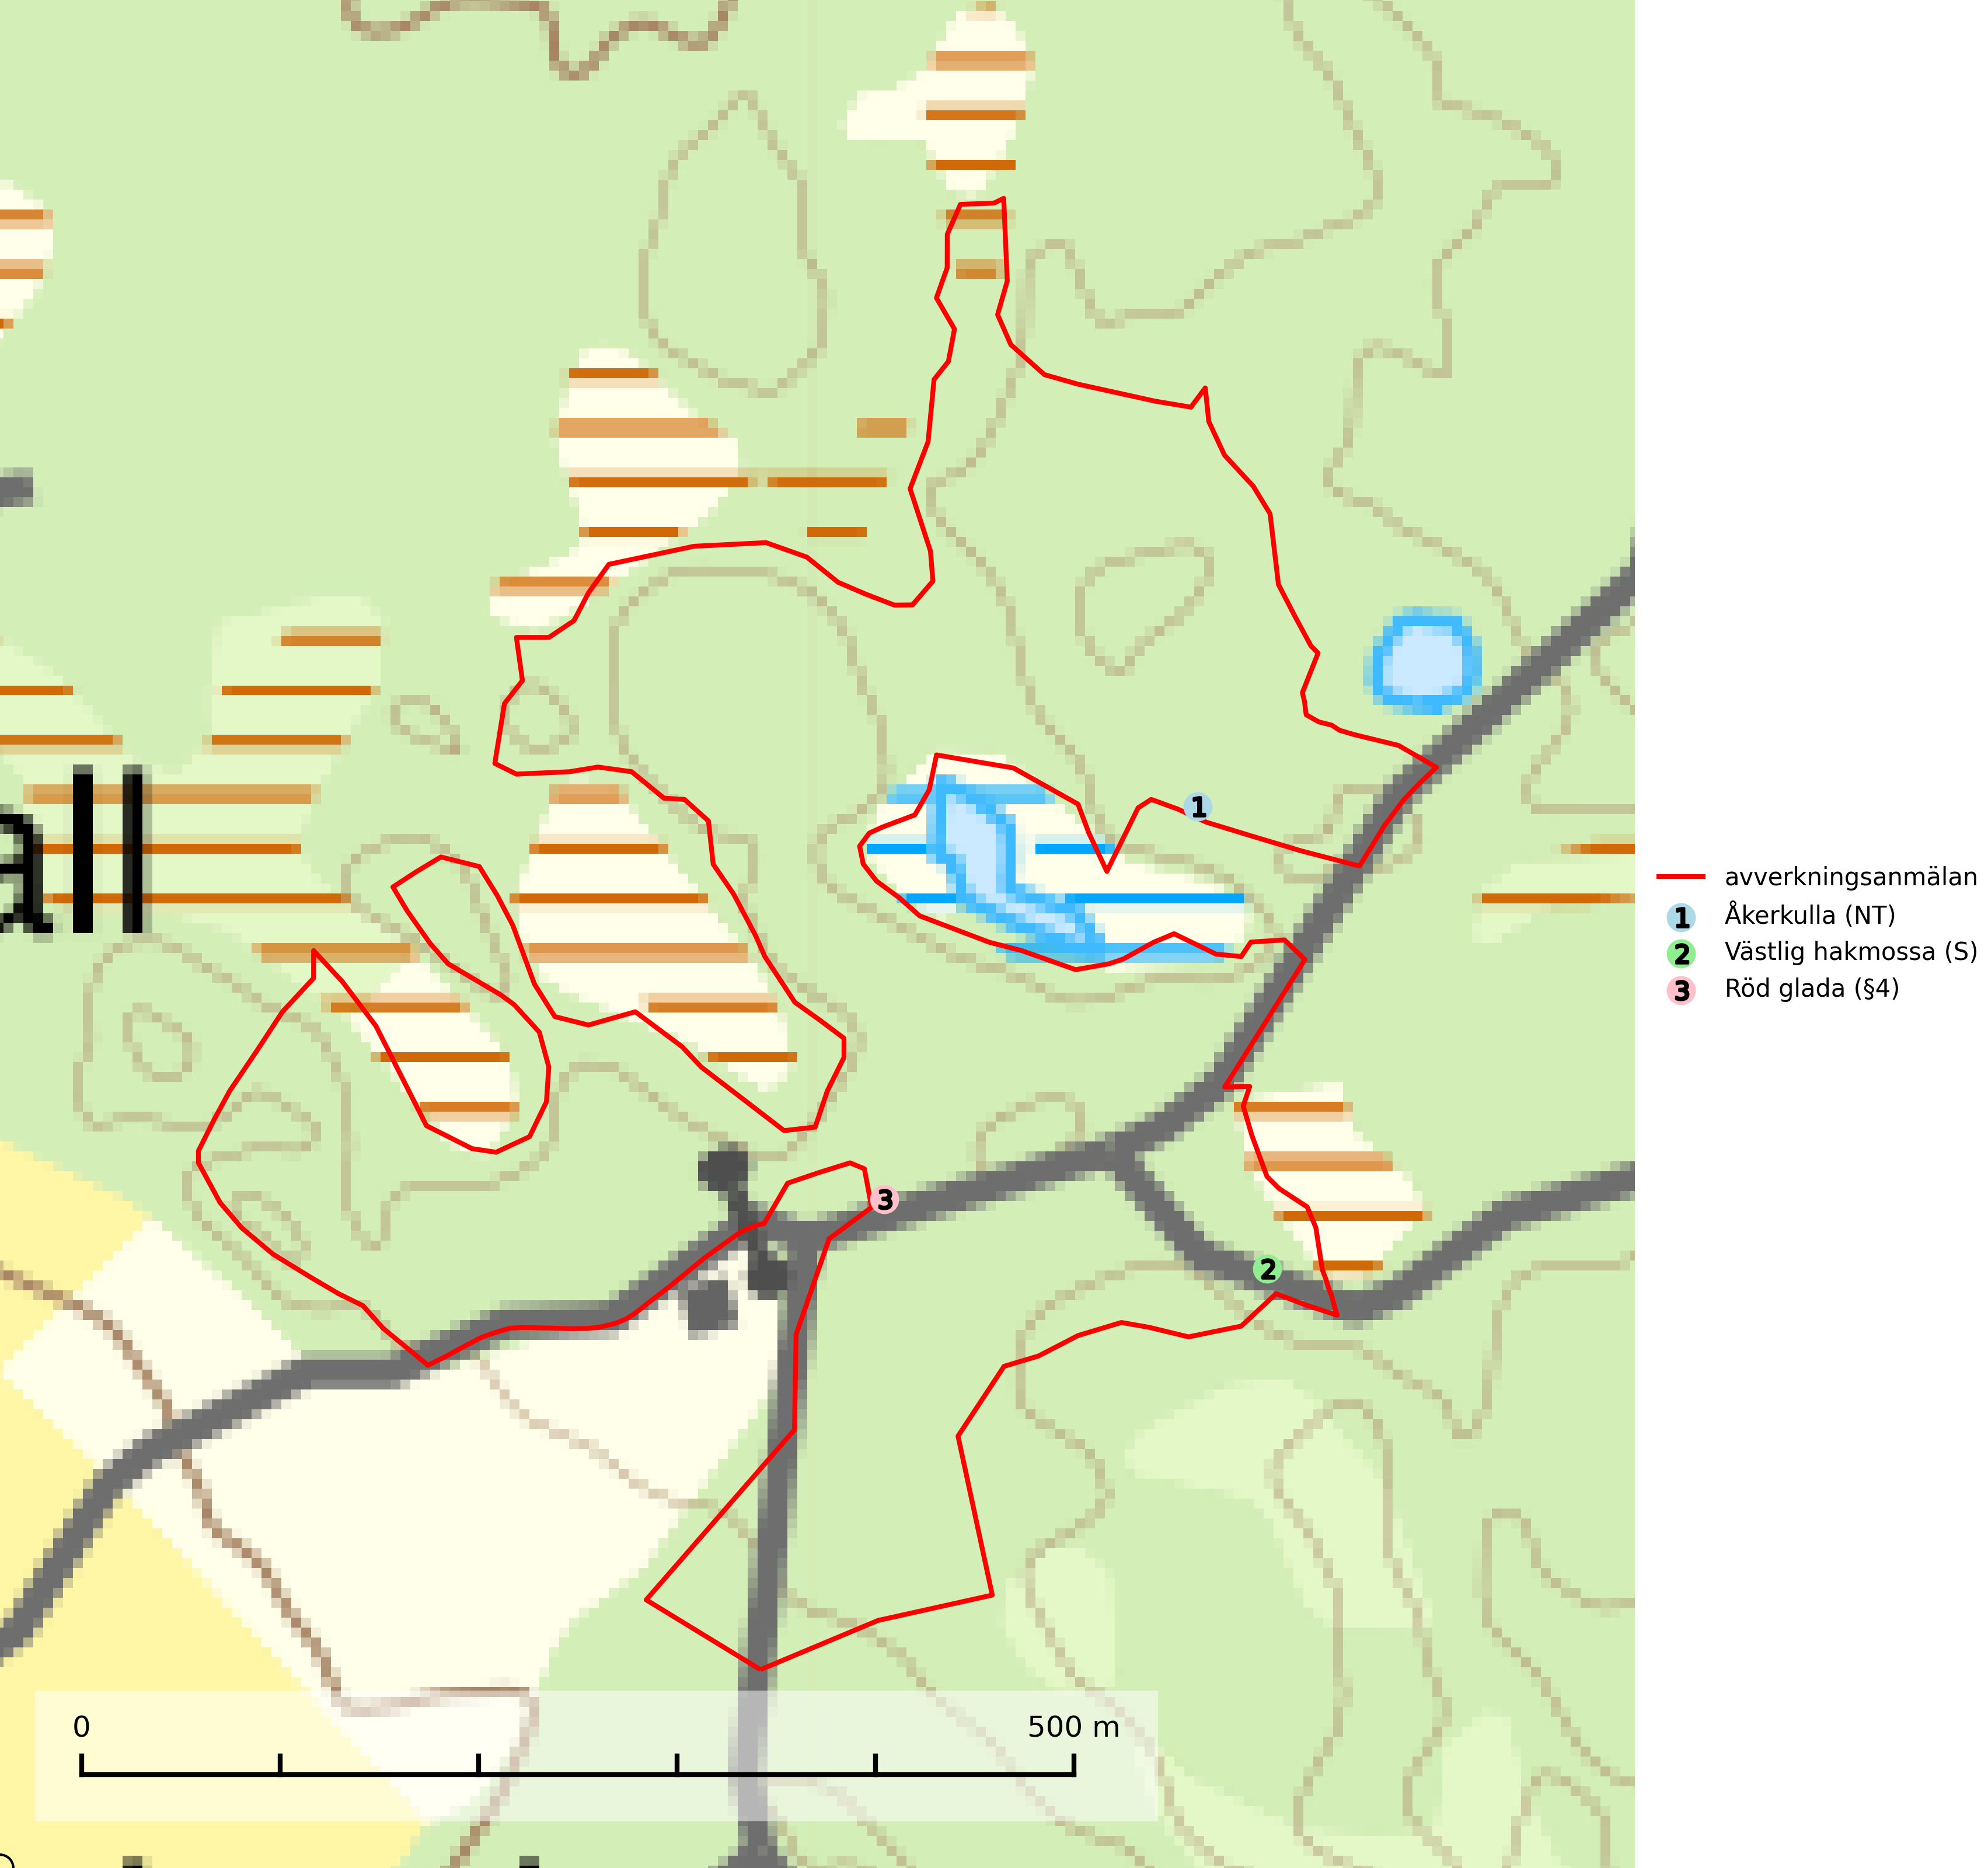 all
1
3
2
0 500 m
avverkningsanmälan
1 Åkerkulla (NT)
2 Västlig hakmossa (S)
3 Röd glada (§4)